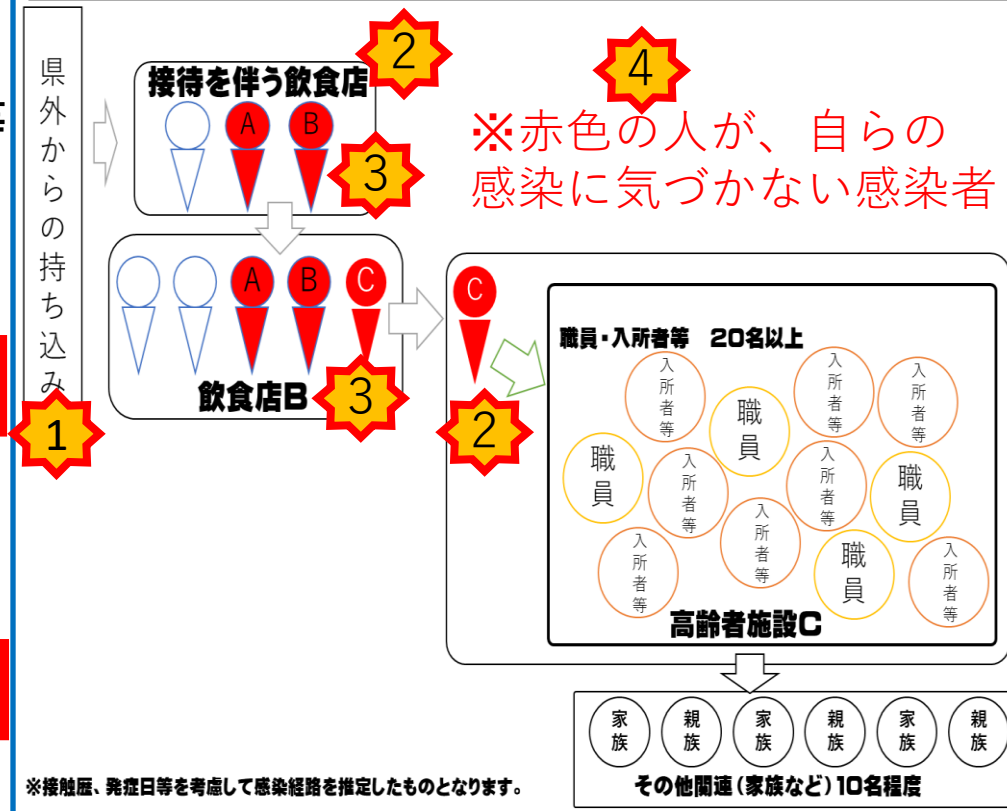 県外からの持ち込み
1
2
接待を伴う飲食店
A
B
3
4
※赤色の人が、自らの
感染に気づかない感染者
A
B
C
飲食店B
3
C
2
職員・入所者等 20名以上
入所者等
入所者等
入所者等
職員
職員
入所者等
入所者等
職員
入所者等
入所者等
職員
入所者等
高齢者施設C
家族
親族
家族
親族
家族
親族
その他関連(家族など)10名程度
※接触歴、発症日等を考慮して感染経路を推定したものとなります。